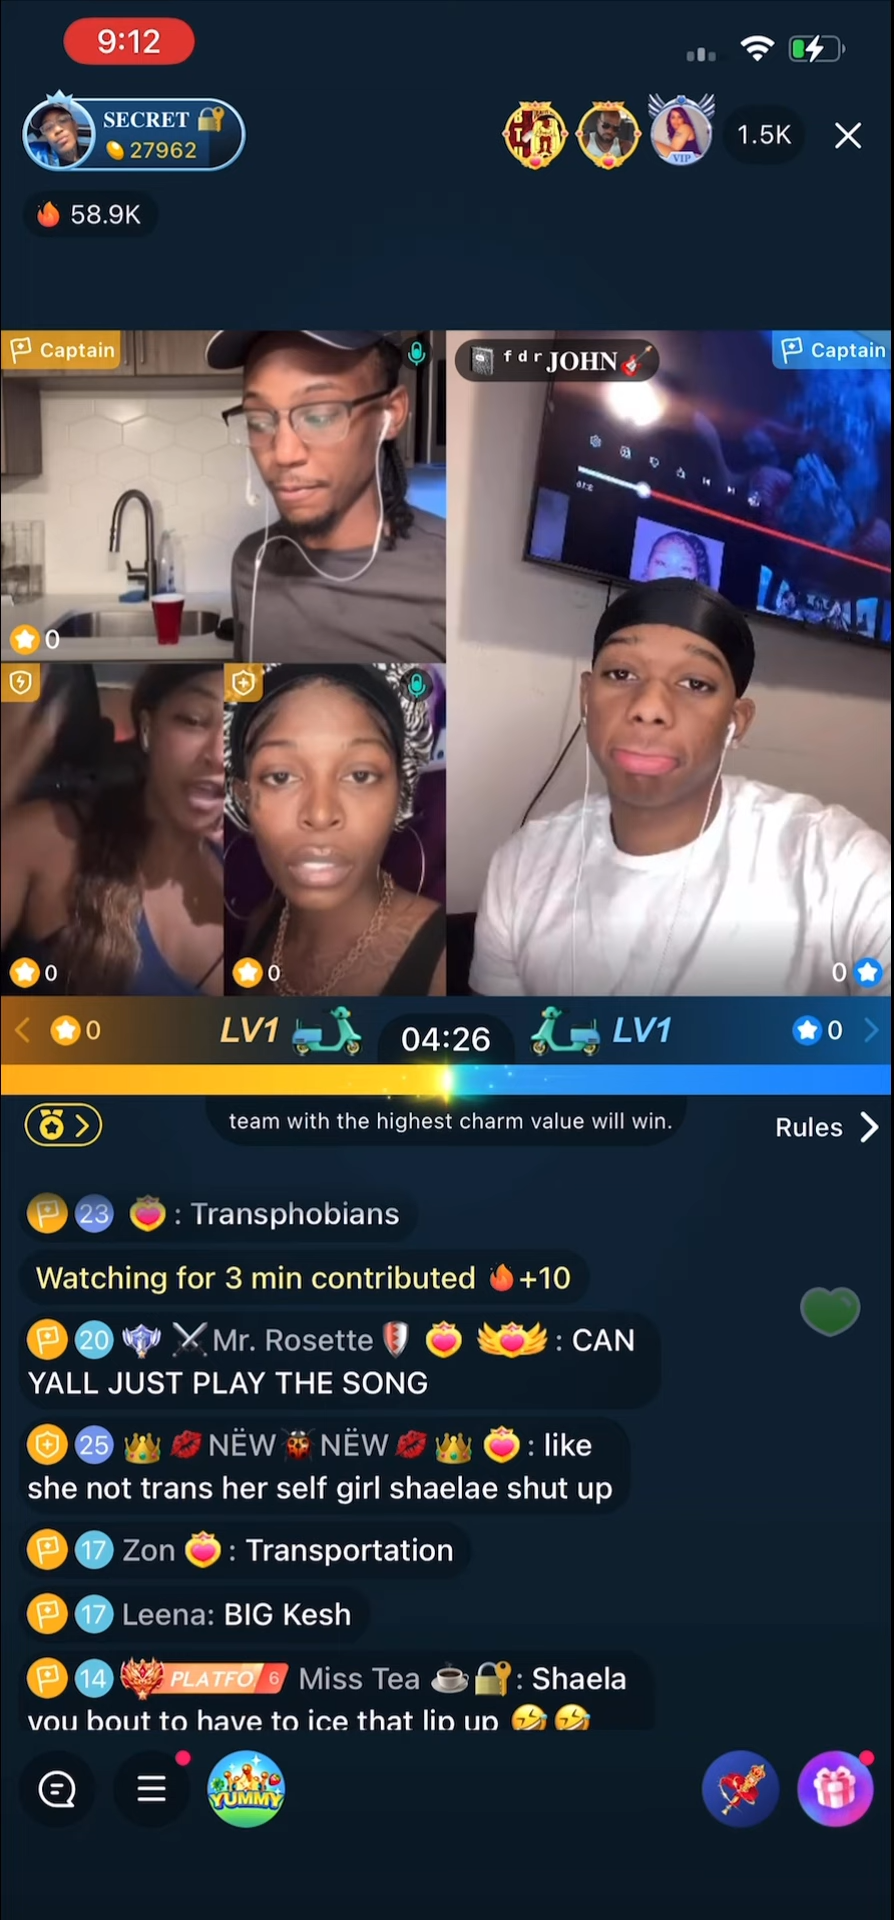 9:12
SECRET 🔐
27962
VIP
1.5K
58.9K
Captain
ᶠ ᵈ ʳ JOHN🎸
Captain
0
0
0
0
0
LV1
04:26
LV1
0
team with the highest charm value will win.
Rules
23 : Transphobians
Watching for 3 min contributed 🔥+10
20 ⚔Mr. Rosette : CAN
YALL JUST PLAY THE SONG
25 👑 💋 NËW 🐞 NËW 💋 👑 : like
she not trans her self girl shaelae shut up
17 Zon : Transportation
17 Leena: BIG Kesh
14 PLATFO 6 Miss Tea ☕🔐: Shaela
you bout to have to ice that lip up 🤣 🤣
YUMMY